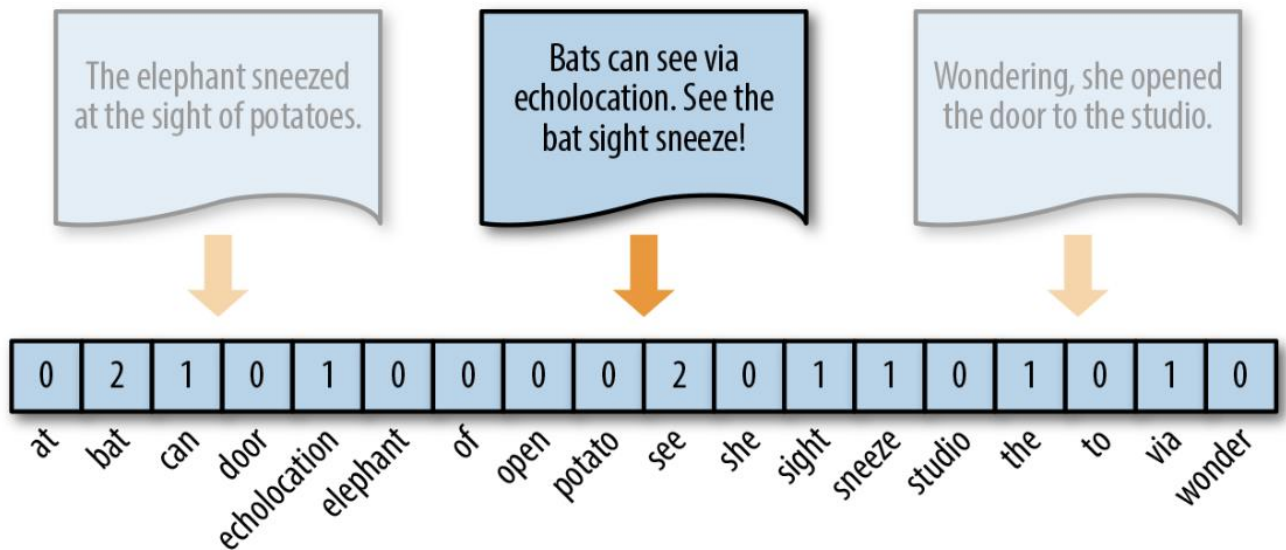 The elephant sneezed
at the sight of potatoes.
Bats can see via
echolocation. See the
bat sight sneeze!
Wondering, she opened
the door to the studio.
0 2 1 0 1 0 0 0 0 2 0 1 1 0 1 0 1 0
at bat can door echolocation elephant of open potato see she sight sneeze studio the to via wonder